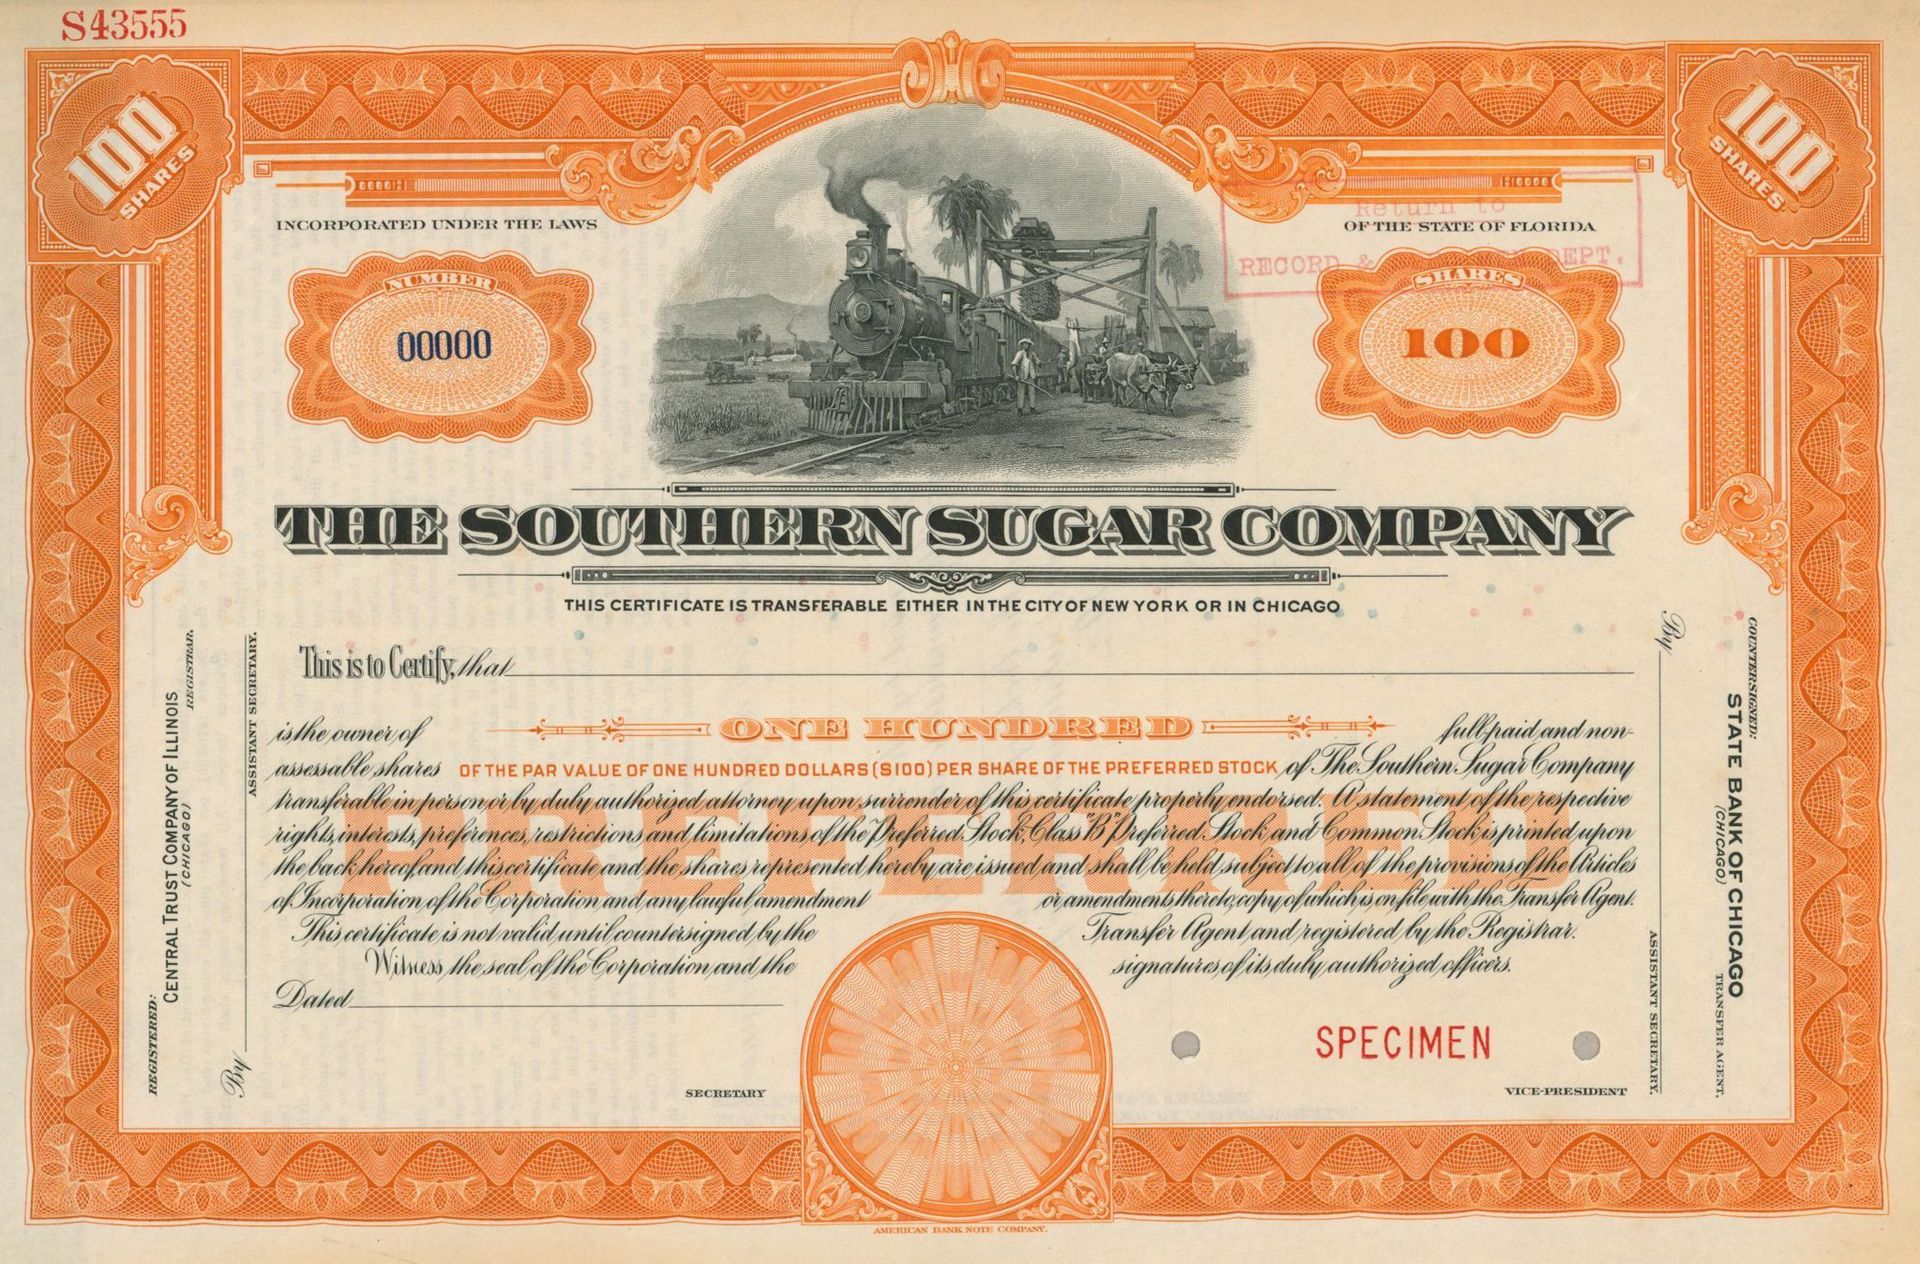 S43555
100
SHARES
100
SHARES
INCORPORATED UNDER THE LAWS
OF THE STATE OF FLORIDA
Return to
RECORD &
DEPT.
NUMBER
00000
SHARES
100
THE SOUTHERN SUGAR COMPANY
THIS CERTIFICATE IS TRANSFERABLE EITHER IN THE CITY OF NEW YORK OR IN CHICAGO
This is to Certify, that
is the owner of ONE HUNDRED full-paid and non-
assessable shares OF THE PAR VALUE OF ONE HUNDRED DOLLARS ($100) PER SHARE OF THE PREFERRED STOCK of The Southern Sugar Company
transferable in person or by duly authorized attorney upon surrender of this certificate properly endorsed. A statement of the respective
rights, interests, preferences, restrictions and limitations of the Preferred Stock, Class "B" Preferred Stock and Common Stock is printed upon
the back hereof and this certificate and the shares represented hereby are issued and shall be held subject to all of the provisions of the Articles
of Incorporation of the Corporation and any lawful amendment or amendments thereto, copy of which is on file with the Transfer Agent.
PREFERRED
This certificate is not valid until countersigned by the Transfer Agent and registered by the Registrar.
Witness, the seal of the Corporation and the signatures of its duly authorized officers.
Dated
SPECIMEN
SECRETARY
VICE-PRESIDENT
REGISTERED:
CENTRAL TRUST COMPANY OF ILLINOIS
(CHICAGO)
REGISTRAR.
By
ASSISTANT SECRETARY.
COUNTERSIGNED:
STATE BANK OF CHICAGO
(CHICAGO)
TRANSFER AGENT.
By
ASSISTANT SECRETARY.
AMERICAN BANK NOTE COMPANY.